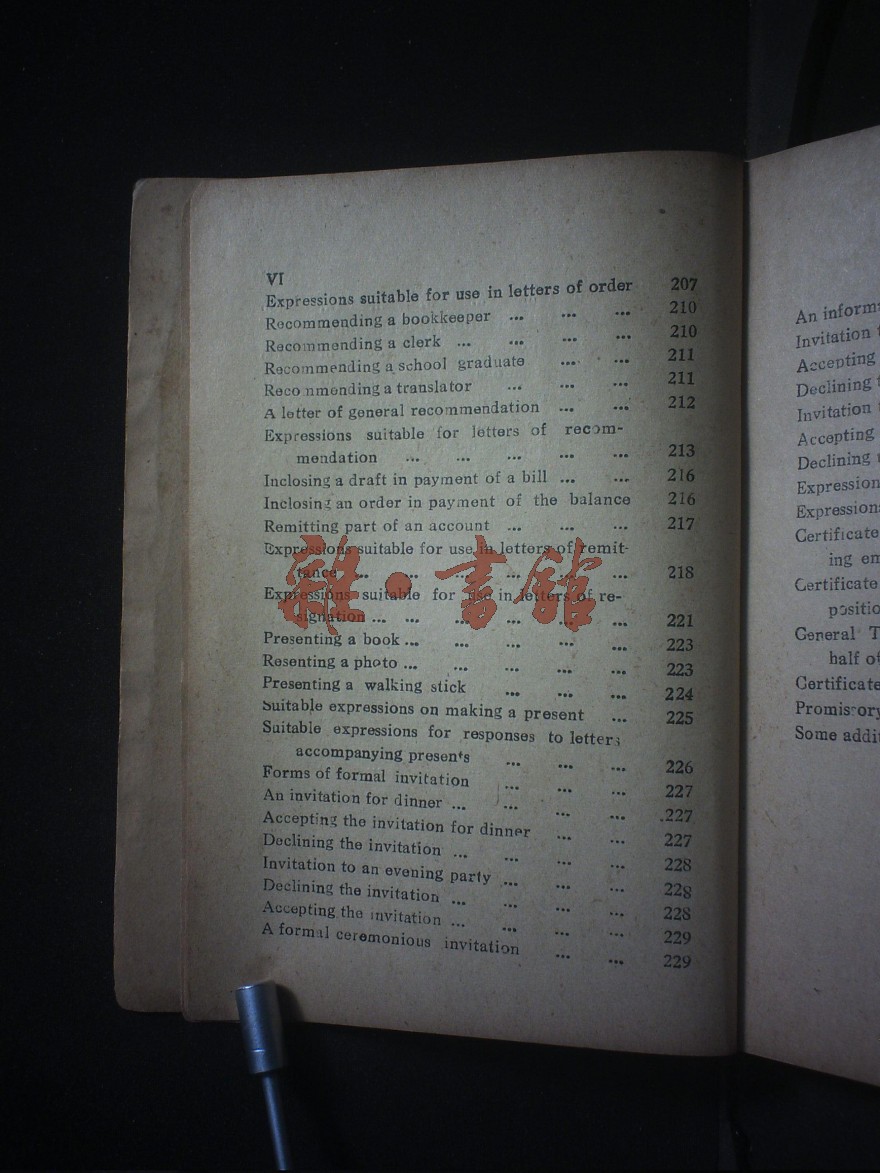 VI
Expressions suitable for use in letters of order 207
Recommending a bookkeeper ... ... ... 210
Recommending a clerk ... ... ... ... 210
Recommending a school graduate ... ... 211
Recommending a translator ... ... ... 211
A letter of general recommendation ... ... 212
Expressions suitable for letters of recom-
mendation ... ... ... ... ... 213
Inclosing a draft in payment of a bill ... ... 216
Inclosing an order in payment of the balance 216
Remitting part of an account ... ... ... 217
Expressions suitable for use in letters of remit-
tance ... ... ... ... ... ... 218
Expressions suitable for use in letters of re-
signation ... ... ... ... ... ... 221
Presenting a book ... ... ... ... ... 223
Resenting a photo ... ... ... ... ... 223
Presenting a walking stick ... ... ... 224
Suitable expressions on making a present ... 225
Suitable expressions for responses to letters
accompanying presents ... ... ... 226
Forms of formal invitation ... ... ... 227
An invitation for dinner ... ... ... ... 227
Accepting the invitation for dinner ... ... 227
Declining the invitation ... ... ... ... 228
Invitation to an evening party ... ... ... ... 228
Declining the invitation ... ... ... ... 228
Accepting the invitation ... ... ... ... 229
A formal ceremonious invitation ... ... 229
雜·書館
An inform
Invitation
Accepting
Declining
Invitation
Accepting
Declining
Expression
Expressions
Certificate
ing em
Certificate
positio
General T
half of
Certificate
Promissory
Some addit